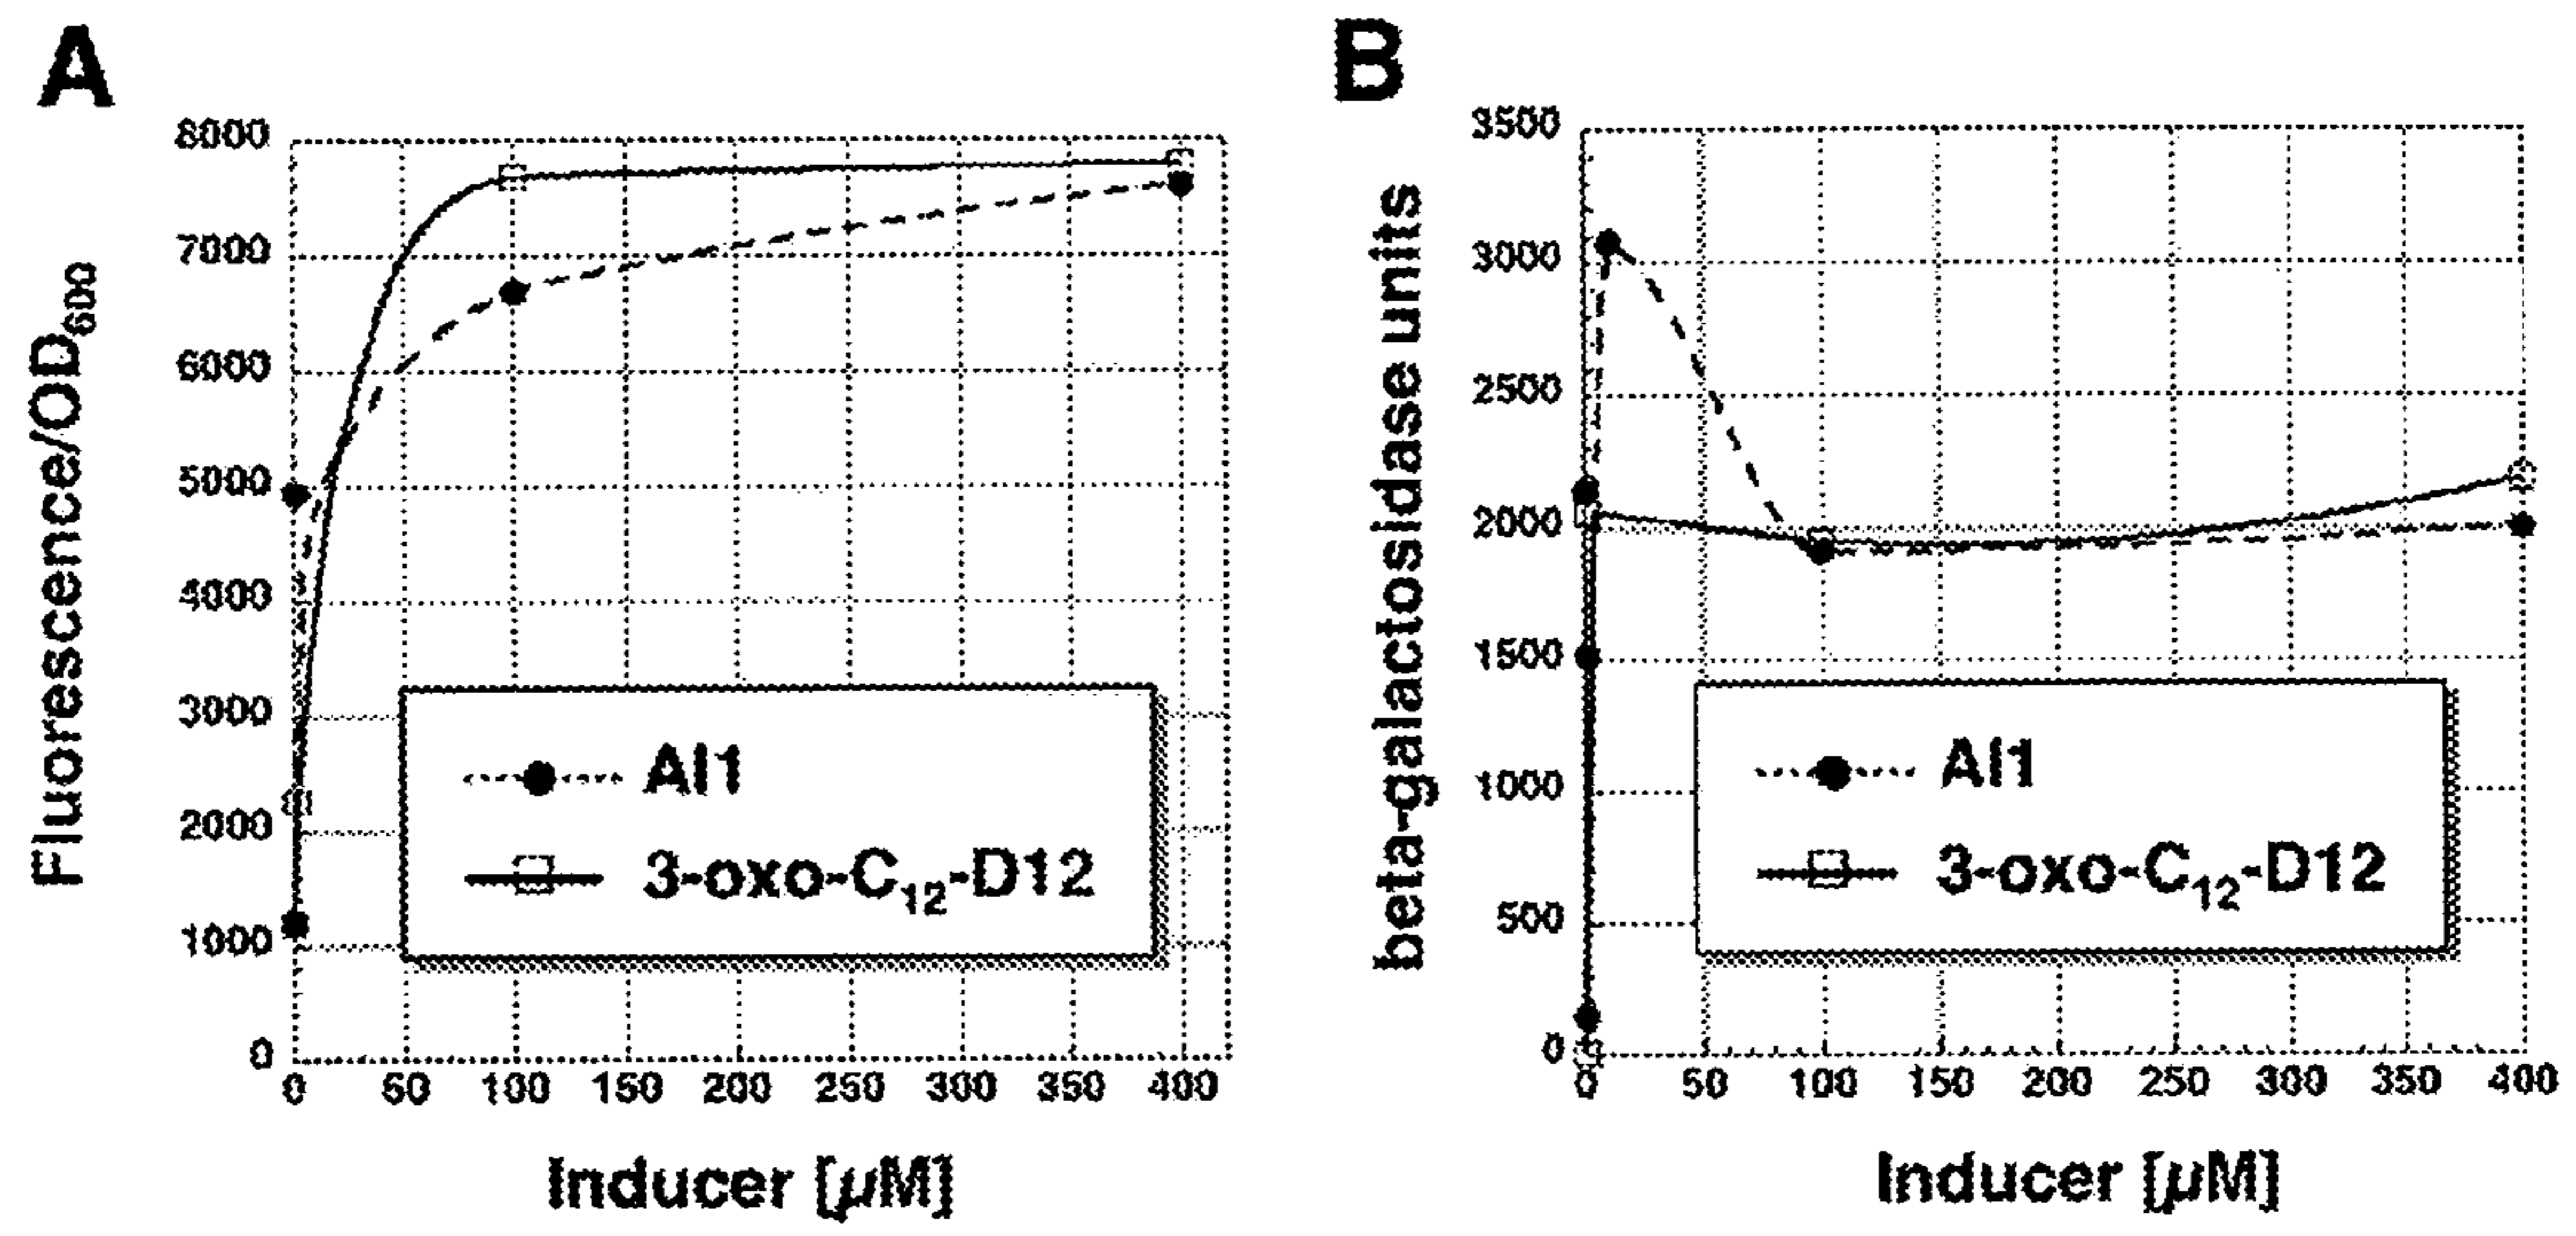 A
8000
7000
6000
5000
4000
3000
2000
1000
0
0 50 100 150 200 250 300 350 400
Fluorescence/OD600
Inducer [µM]
AI1
3-oxo-C12-D12
B
3500
3000
2500
2000
1500
1000
500
0
0 50 100 150 200 250 300 350 400
beta-galactosidase units
Inducer [µM]
AI1
3-oxo-C12-D12